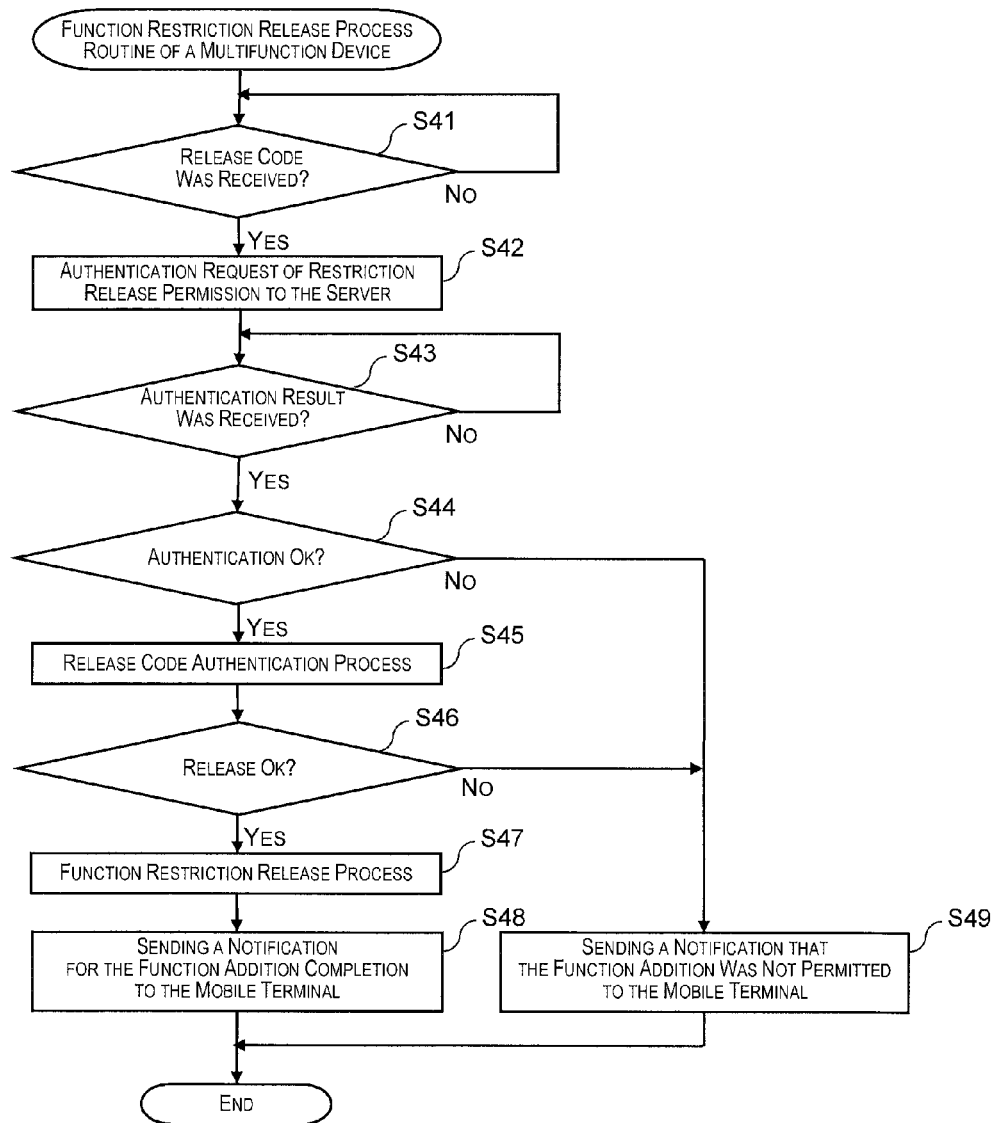 FUNCTION RESTRICTION RELEASE PROCESS
ROUTINE OF A MULTIFUNCTION DEVICE
S41
RELEASE CODE
WAS RECEIVED?
NO
YES
S42
AUTHENTICATION REQUEST OF RESTRICTION
RELEASE PERMISSION TO THE SERVER
S43
AUTHENTICATION RESULT
WAS RECEIVED?
NO
YES
S44
AUTHENTICATION OK?
NO
YES
S45
RELEASE CODE AUTHENTICATION PROCESS
S46
RELEASE OK?
NO
YES
S47
FUNCTION RESTRICTION RELEASE PROCESS
S48
SENDING A NOTIFICATION
FOR THE FUNCTION ADDITION COMPLETION
TO THE MOBILE TERMINAL
S49
SENDING A NOTIFICATION THAT
THE FUNCTION ADDITION WAS NOT PERMITTED
TO THE MOBILE TERMINAL
END